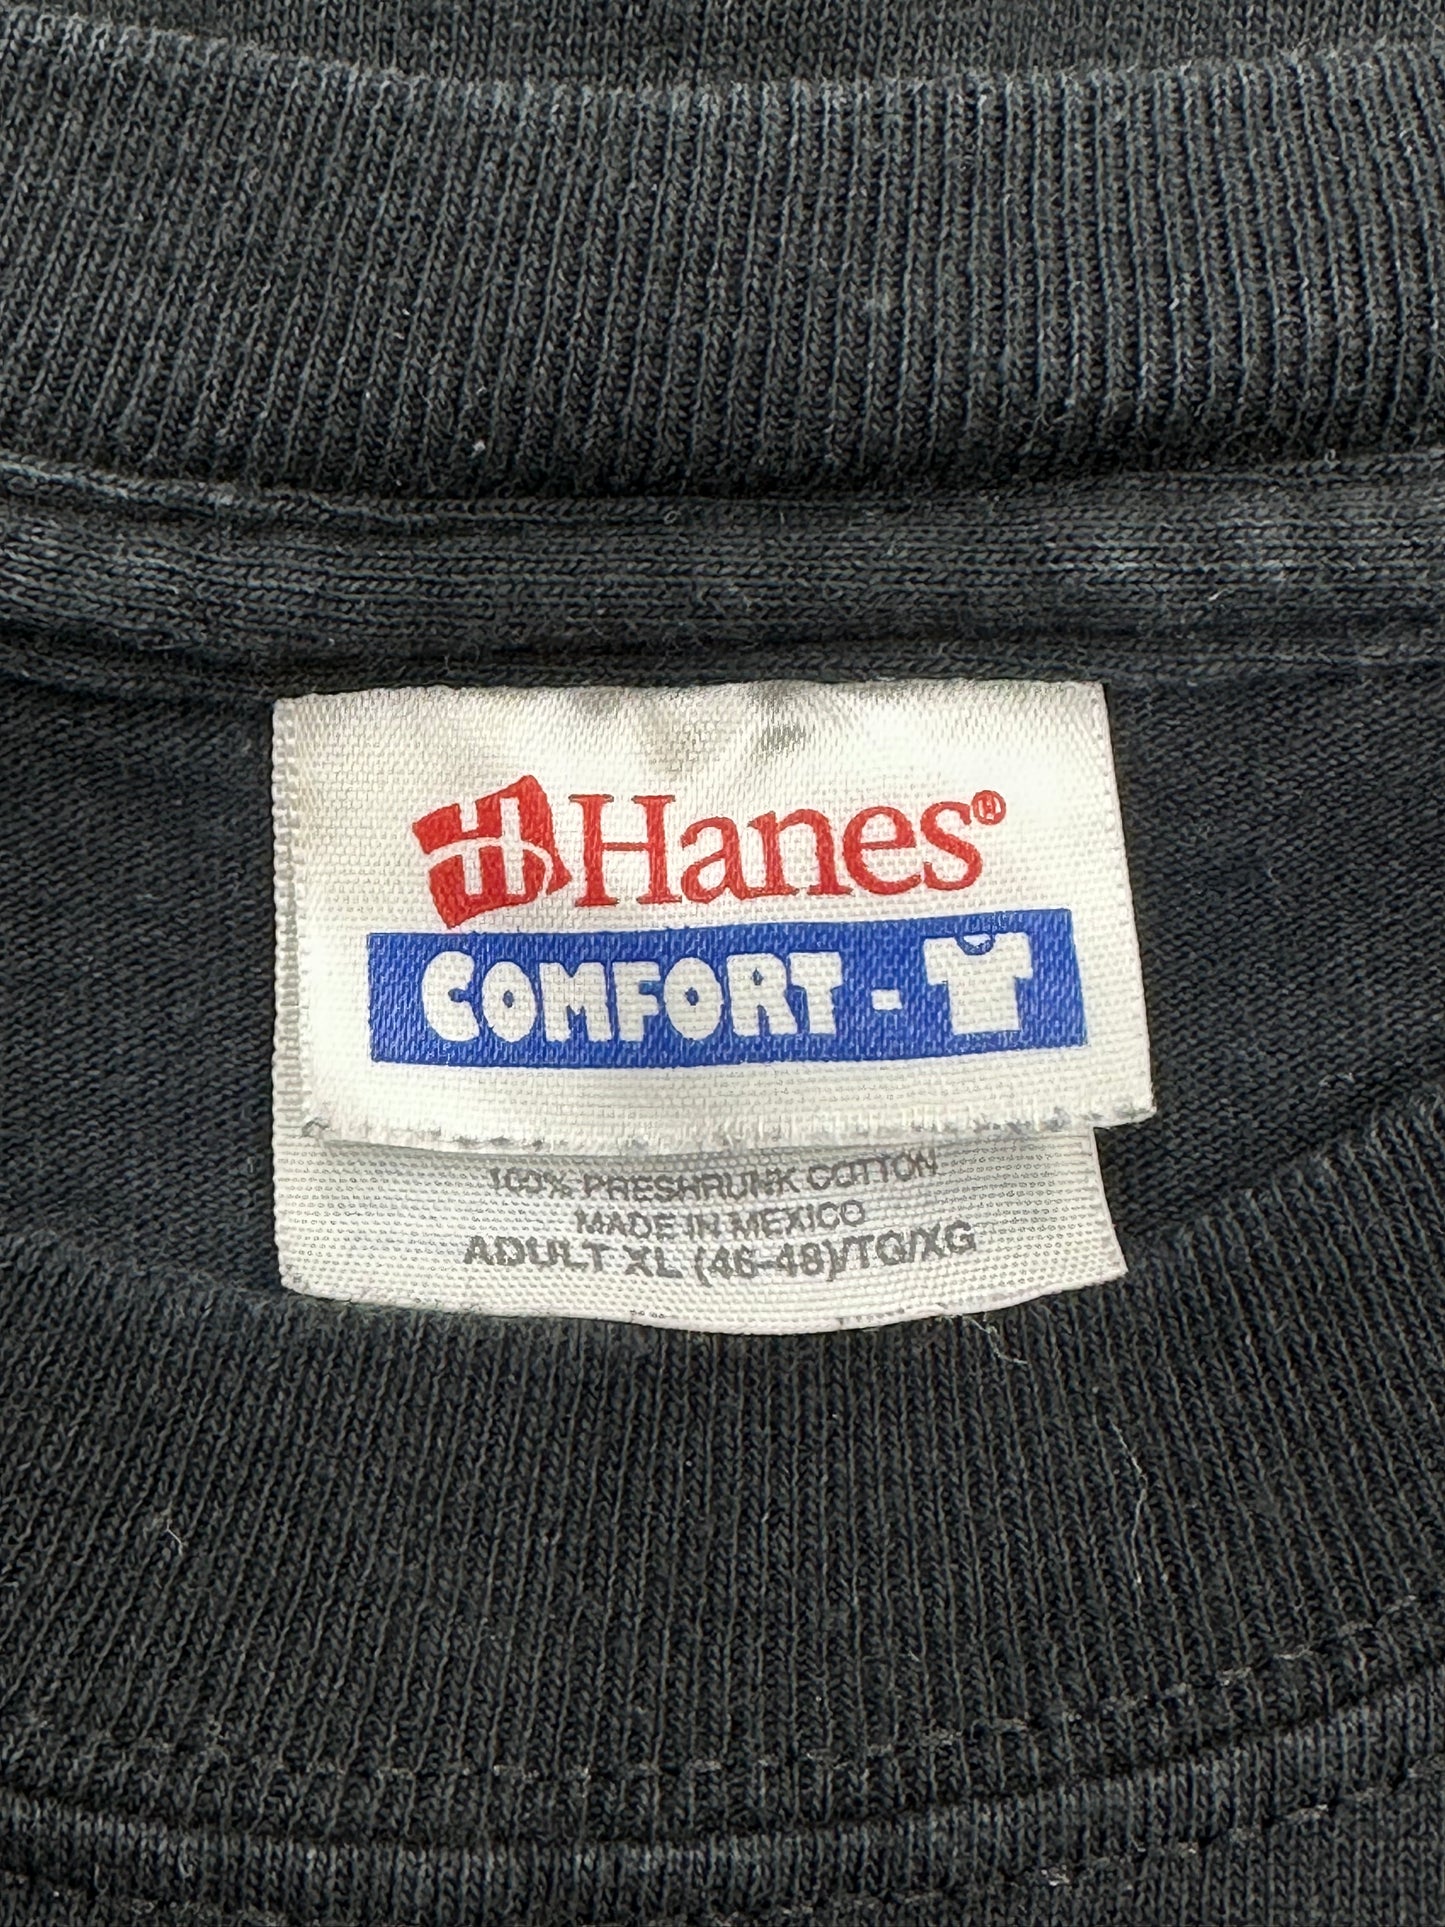 H Hanes®
COMFORT-T
100% PRESHRUNK COTTON
MADE IN MEXICO
ADULT XL (46-48)/TG/XG